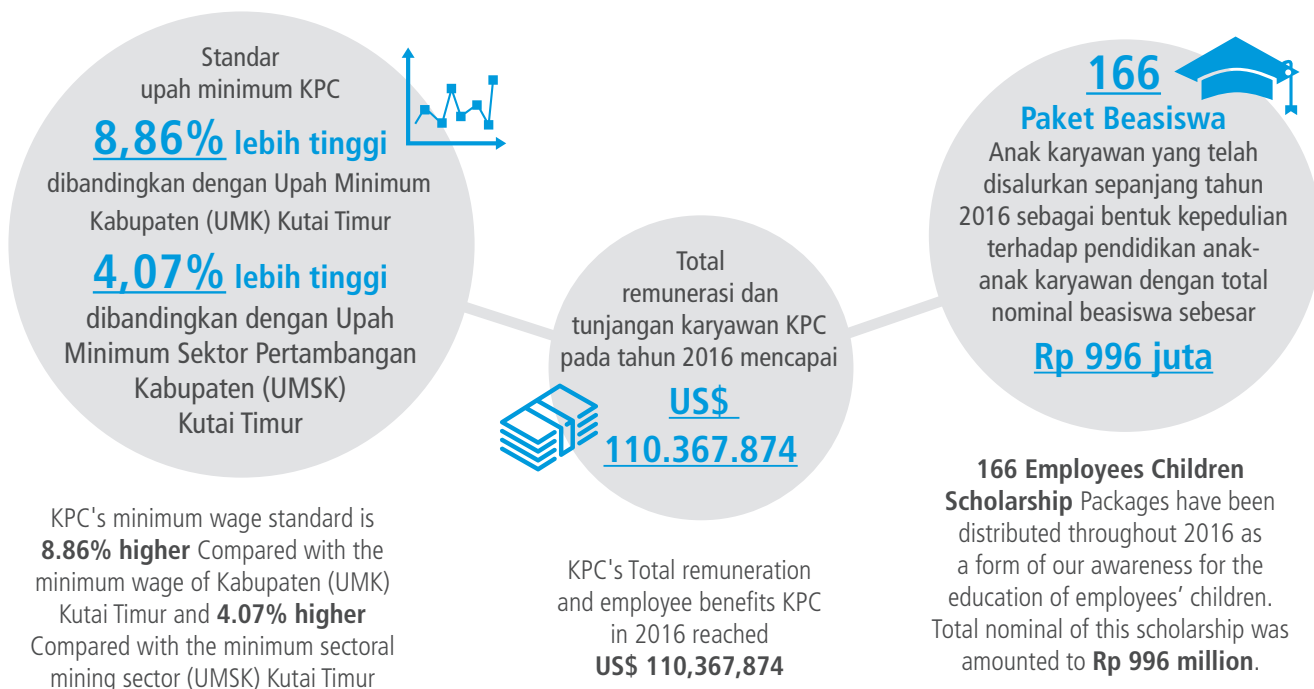 Standar
upah minimum KPC
8,86% lebih tinggi
dibandingkan dengan Upah Minimum
Kabupaten (UMK) Kutai Timur
4,07% lebih tinggi
dibandingkan dengan Upah
Minimum Sektor Pertambangan
Kabupaten (UMSK)
Kutai Timur
KPC's minimum wage standard is
8.86% higher Compared with the
minimum wage of Kabupaten (UMK)
Kutai Timur and 4.07% higher
Compared with the minimum sectoral
mining sector (UMSK) Kutai Timur
Total
remunerasi dan
tunjangan karyawan KPC
pada tahun 2016 mencapai
US$
110.367.874
KPC's Total remuneration
and employee benefits KPC
in 2016 reached
US$ 110,367,874
166
Paket Beasiswa
Anak karyawan yang telah
disalurkan sepanjang tahun
2016 sebagai bentuk kepedulian
terhadap pendidikan anak-
anak karyawan dengan total
nominal beasiswa sebesar
Rp 996 juta
166 Employees Children
Scholarship Packages have been
distributed throughout 2016 as
a form of our awareness for the
education of employees’ children.
Total nominal of this scholarship was
amounted to Rp 996 million.